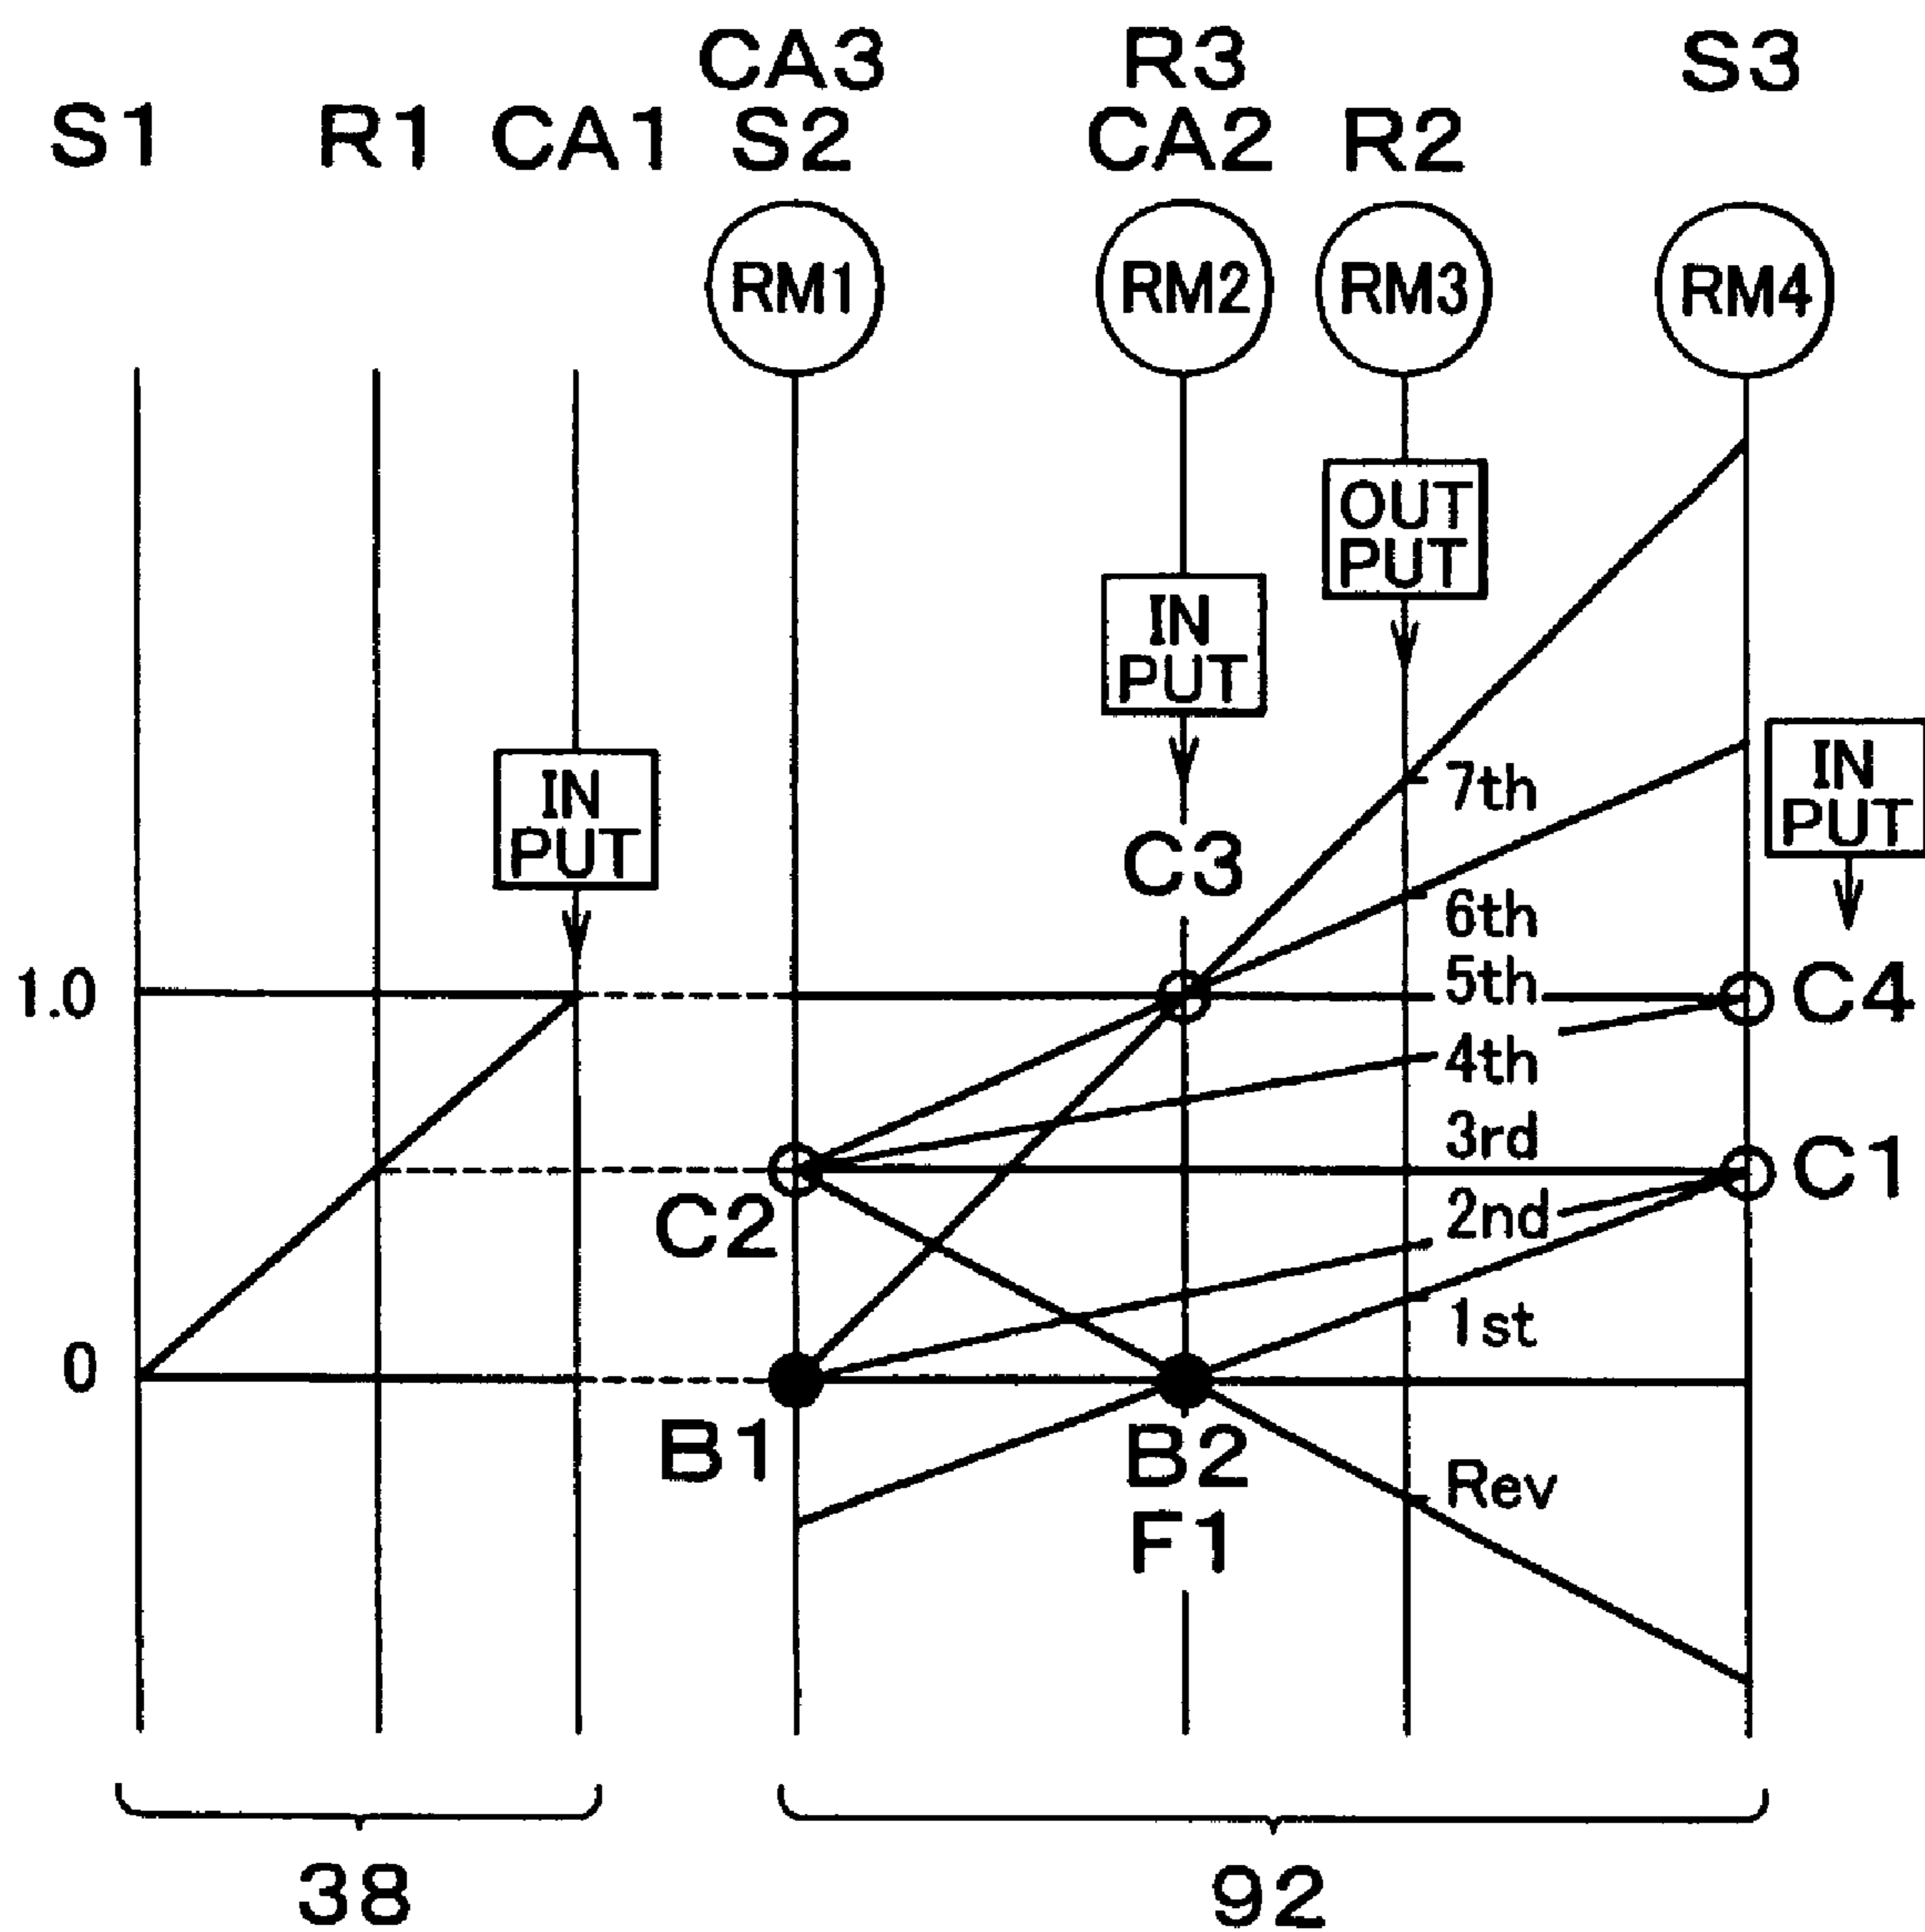 CA3 R3 S3
S1 R1 CA1 S2 CA2 R2
RM1 RM2 RM3 RM4
OUT
PUT
IN
PUT
IN
PUT
IN
PUT
7th
C3
6th
5th
1.0
C4
4th
3rd
C1
2nd
C2
1st
0
B1
B2
Rev
F1
38 92